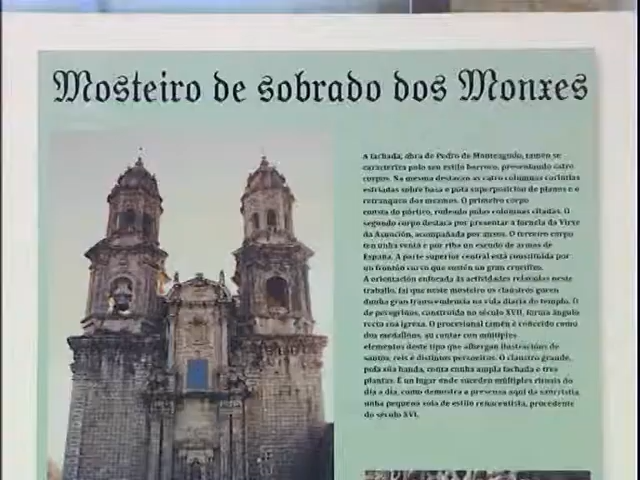 Mosteiro de sobrado dos Monxes
A fachada, obra de Pedro de Monteagudo, tamén se
caracteriza polo seu estilo barroco, presentando catro
corpos. Na mesma destacan as catro columnas corintias
estriadas sobre basa e pola superposición de planos e o
retranqueo dos mesmos. O primeiro corpo
consta do pórtico, rodeado polas columnas citadas. O
segundo corpo destaca por presentar a fornela da Virxe
da Asunción, acompañada por anxos. O terceiro corpo
ten unha ventá e por riba un escudo de armas de
España. A parte superior central está constituída por
un frontón curvo que sostén un gran crucifixo.
A orientación enfocada ás actividades relixiosas neste
traballo, fai que neste mosteiro os claustros gocen
dunha gran transcendencia na vida diaria do templo. O
de peregrinos, construído no século XVII, forma ángulo
recto coa igrexa. O procesional tamén é coñecido como
dos medallóns, ao contar con múltiples
elementos deste tipo que albergan ilustracións de
santos, reis e distintos persoeiros. O claustro grande,
pola súa banda, conta cunha ampla fachada e tres
plantas. É un lugar onde suceden múltiples rituais do
día a día, como demostra a presenza aquí da sancristía,
unha pequena xoia de estilo renacentista, procedente
do século XVI.